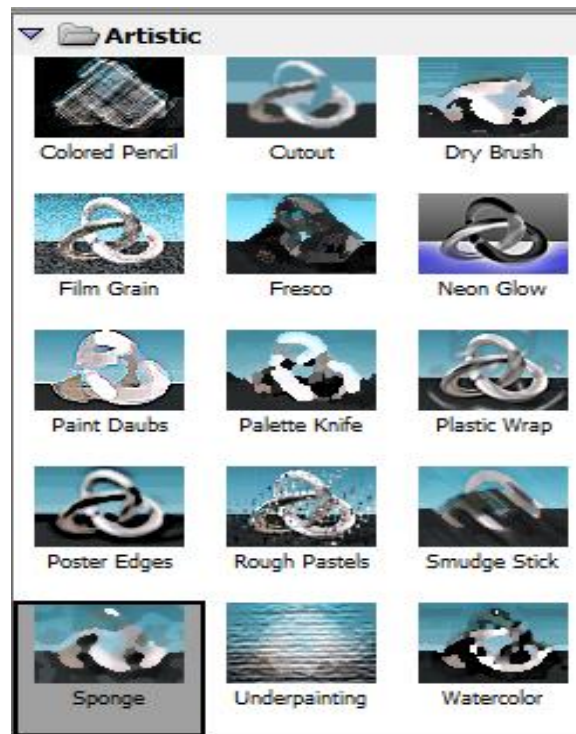 Artistic
Colored Pencil
Cutout
Dry Brush
Film Grain
Fresco
Neon Glow
Paint Daubs
Palette Knife
Plastic Wrap
Poster Edges
Rough Pastels
Smudge Stick
Sponge
Underpainting
Watercolor